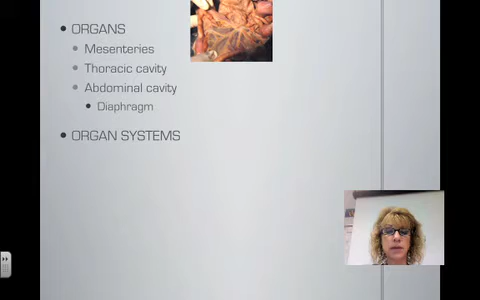 ORGANS
Mesenteries
Thoracic cavity
Abdominal cavity
Diaphragm
ORGAN SYSTEMS